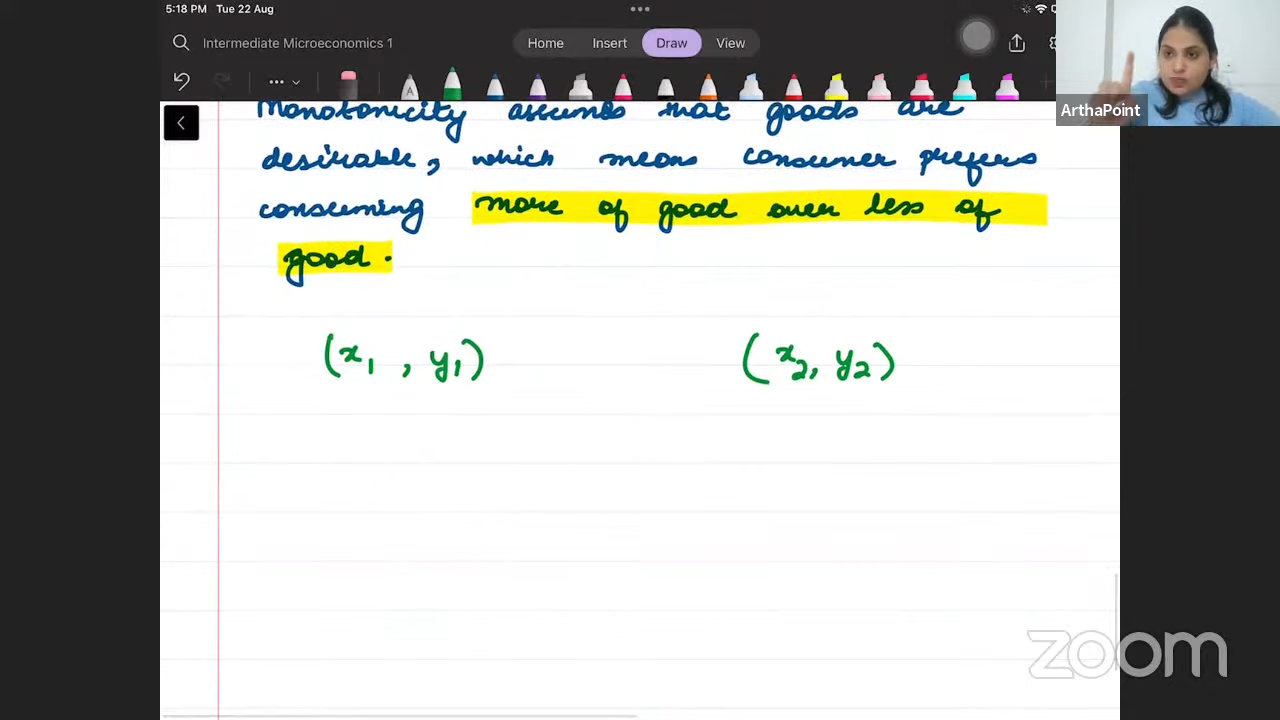 5:18 PM Tue 22 Aug
Intermediate Microeconomics 1
Home Insert Draw View
A
ArthaPoint
Monotonicity assumes that goods are
desirable, which means consumer prefers
consuming more of good over less of
good.
(x₁, y₁) (x₂, y₂)
zoom